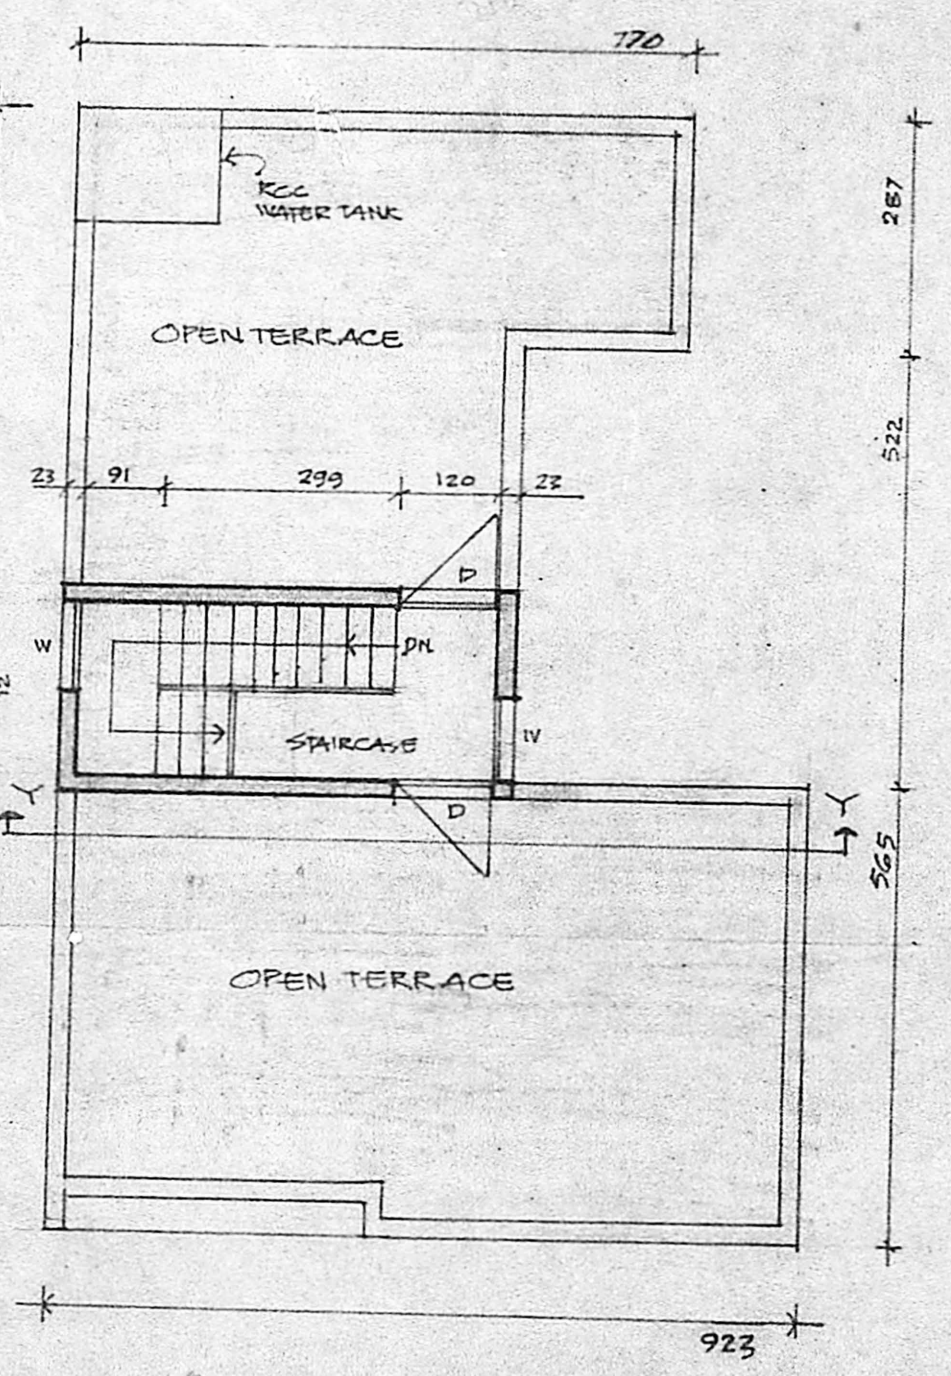 770
RCC
WATER TANK
287
OPEN TERRACE
522
23 91 299 120 23
D
W
DN
STAIRCASE
W
Y Y
D
565
OPEN TERRACE
923